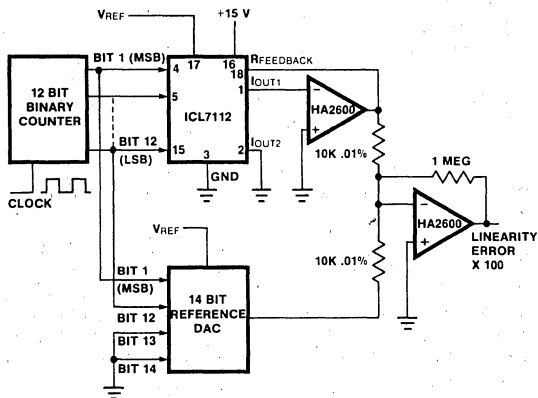 VREF
+15 V
BIT 1 (MSB)
4
17
16
18
RFEEDBACK
1
IOUT1
5
12 BIT
BINARY
COUNTER
ICL7112
HA2600
−
+
BIT 12
(LSB)
15
3
2
IOUT2
GND
CLOCK
10K .01%
1 MEG
−
HA2600
+
LINEARITY
ERROR
X 100
VREF
10K .01%
BIT 1
(MSB)
14 BIT
REFERENCE
DAC
BIT 12
BIT 13
BIT 14